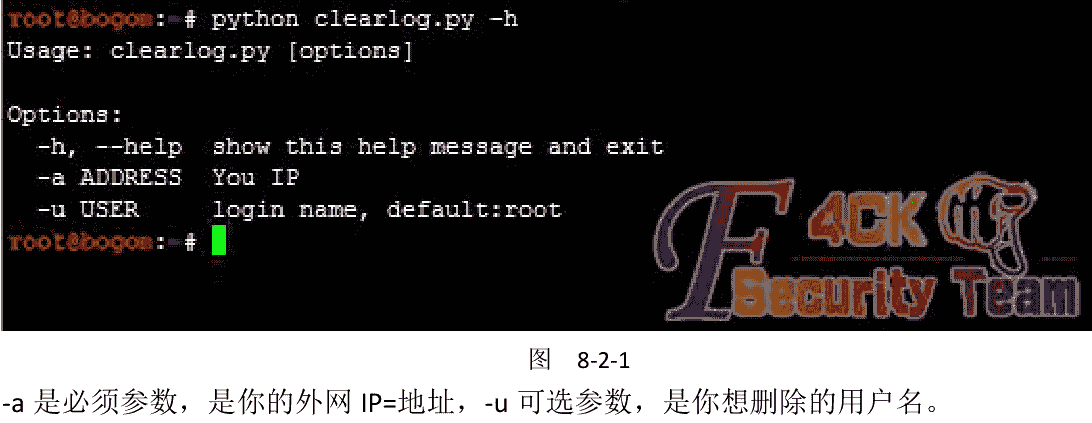 root@bogom:~# python clearlog.py -h
Usage: clearlog.py [options]
Options:
-h, --help show this help message and exit
-a ADDRESS You IP
-u USER login name, default:root
root@bogom:~#
F4CK
Security Team
图 8-2-1
-a 是必须参数，是你的外网 IP=地址，-u 可选参数，是你想删除的用户名。